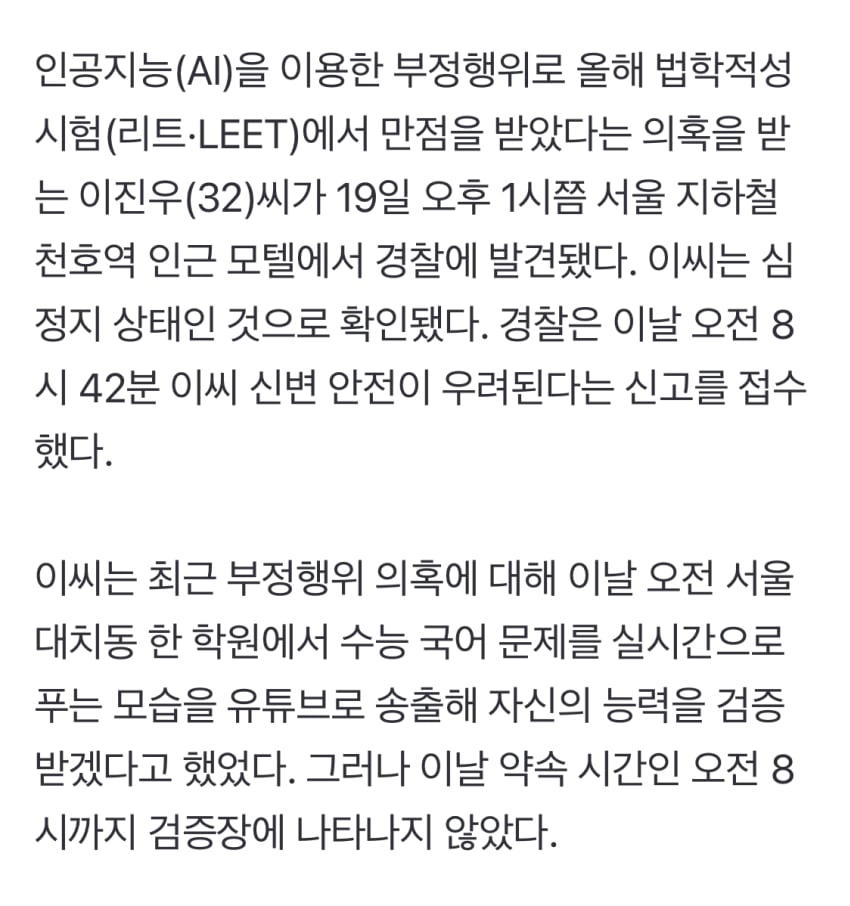 인공지능(AI)을 이용한 부정행위로 올해 법학적성
시험(리트·LEET)에서 만점을 받았다는 의혹을 받
는 이진우(32)씨가 19일 오후 1시쯤 서울 지하철
천호역 인근 모텔에서 경찰에 발견됐다. 이씨는 심
정지 상태인 것으로 확인됐다. 경찰은 이날 오전 8
시 42분 이씨 신변 안전이 우려된다는 신고를 접수
했다.
이씨는 최근 부정행위 의혹에 대해 이날 오전 서울
대치동 한 학원에서 수능 국어 문제를 실시간으로
푸는 모습을 유튜브로 송출해 자신의 능력을 검증
받겠다고 했었다. 그러나 이날 약속 시간인 오전 8
시까지 검증장에 나타나지 않았다.